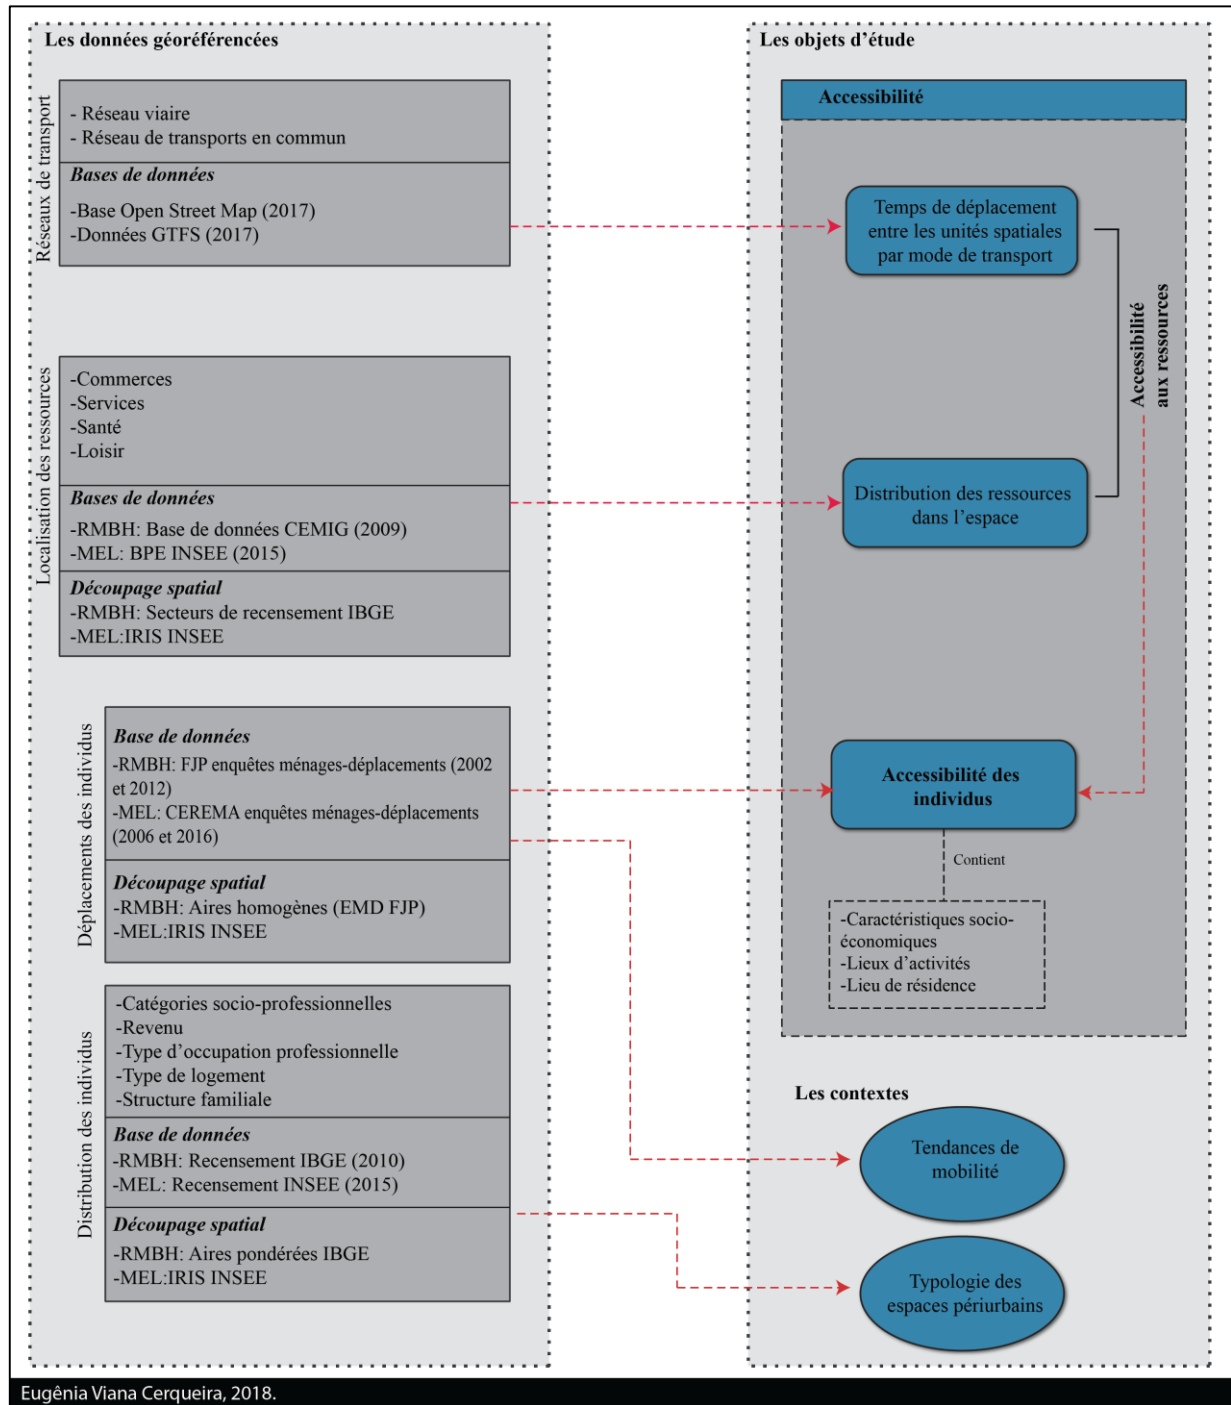 Les données géoréférencées
Réseaux de transport
- Réseau viaire
- Réseau de transports en commun
Bases de données
-Base Open Street Map (2017)
-Données GTFS (2017)
Localisation des ressources
-Commerces
-Services
-Santé
-Loisir
Bases de données
-RMBH: Base de données CEMIG (2009)
-MEL: BPE INSEE (2015)
Découpage spatial
-RMBH: Secteurs de recensement IBGE
-MEL:IRIS INSEE
Déplacements des individus
Base de données
-RMBH: FJP enquêtes ménages-déplacements (2002
et 2012)
-MEL: CEREMA enquêtes ménages-déplacements
(2006 et 2016)
Découpage spatial
-RMBH: Aires homogènes (EMD FJP)
-MEL:IRIS INSEE
Distribution des individus
-Catégories socio-professionnelles
-Revenu
-Type d'occupation professionnelle
-Type de logement
-Structure familiale
Base de données
-RMBH: Recensement IBGE (2010)
-MEL: Recensement INSEE (2015)
Découpage spatial
-RMBH: Aires pondérées IBGE
-MEL:IRIS INSEE
Les objets d'étude
Accessibilité
Temps de déplacement
entre les unités spatiales
par mode de transport
Accessibilité
aux ressources
Distribution des ressources
dans l'espace
Accessibilité des
individus
Contient
-Caractéristiques socio-
économiques
-Lieux d'activités
-Lieu de résidence
Les contextes
Tendances de
mobilité
Typologie des
espaces périurbains
Eugênia Viana Cerqueira, 2018.